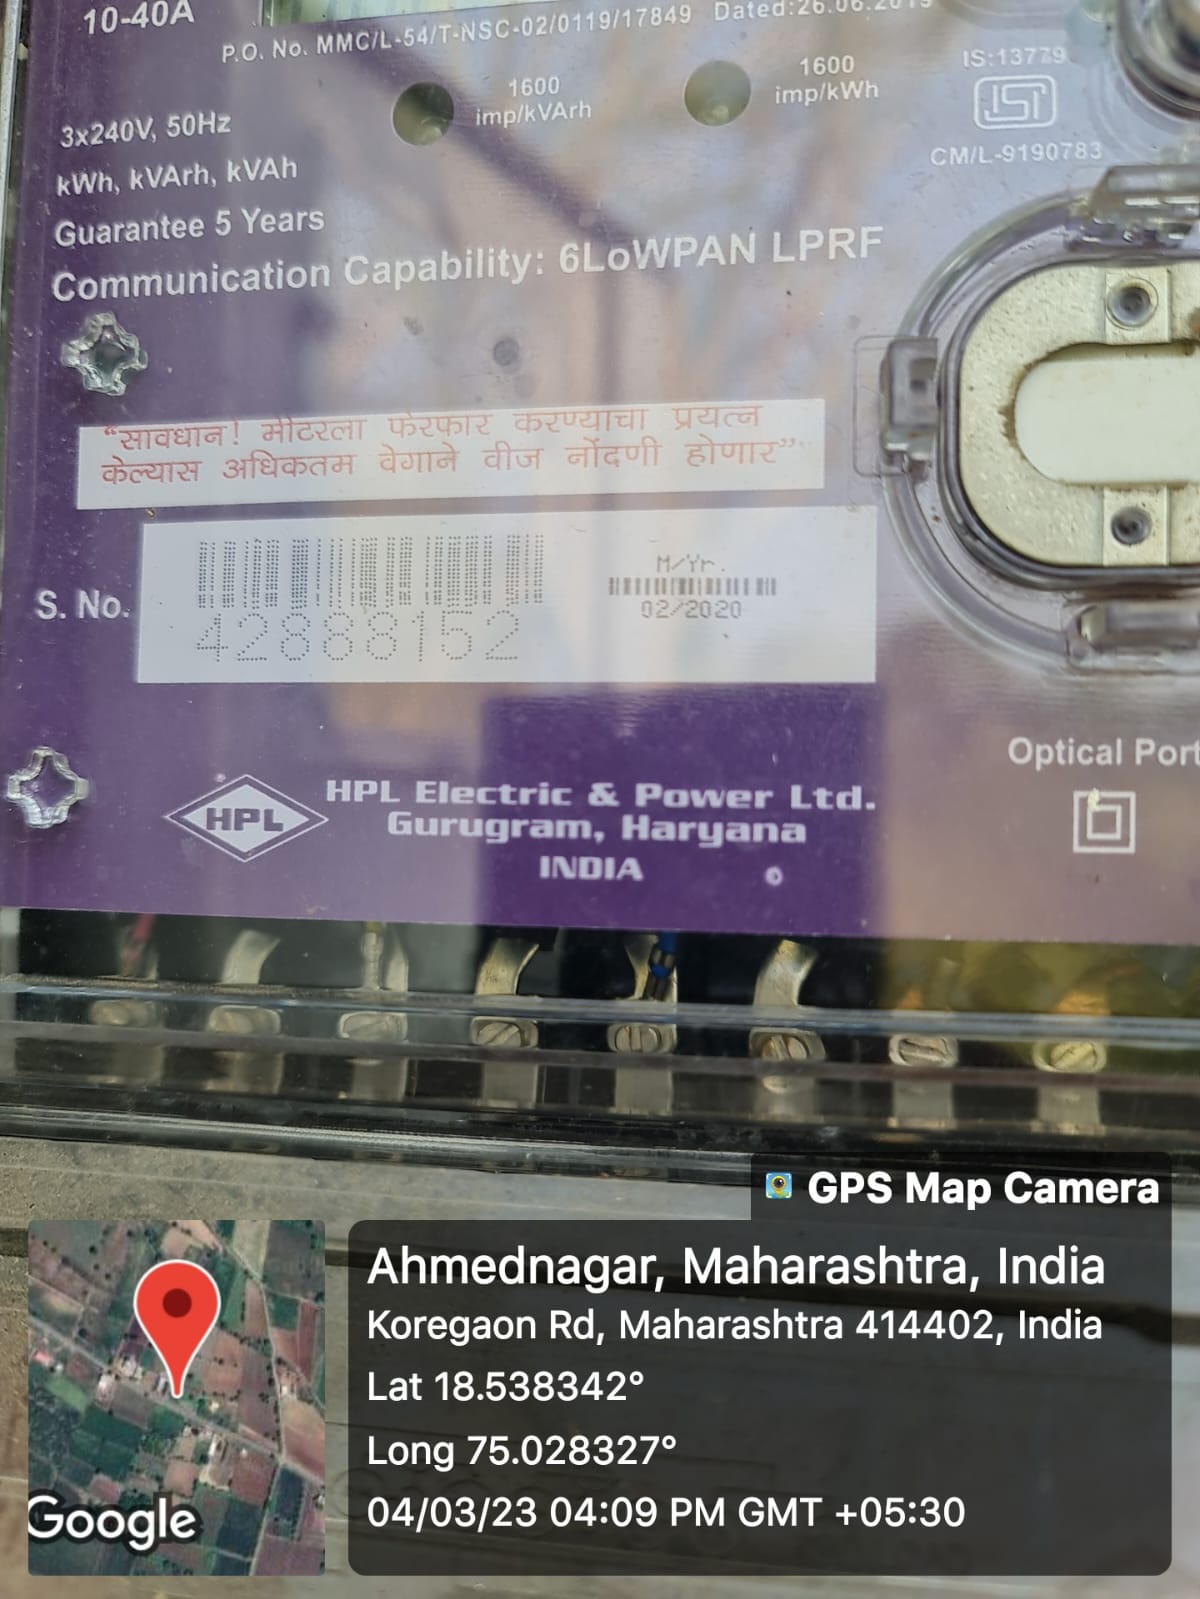 10-40A
P.O. No. MMC/L-54/T-NSC-02/0119/17849 Dated:26.06.2019
1600
imp/kVArh
1600
imp/kWh
IS:13779
ISI
CM/L-9190783
3x240V, 50Hz
kWh, kVArh, kVAh
Guarantee 5 Years
Communication Capability: 6LoWPAN LPRF
“सावधान! मीटरला फेरफार करण्याचा प्रयत्न
केल्यास अधिकतम वेगाने वीज नोंदणी होणार”
S. No.
42888152
M/Yr.
02/2020
Optical Port
HPL
HPL Electric & Power Ltd.
Gurugram, Haryana
INDIA
GPS Map Camera
Ahmednagar, Maharashtra, India
Koregaon Rd, Maharashtra 414402, India
Lat 18.538342°
Long 75.028327°
04/03/23 04:09 PM GMT +05:30
Google